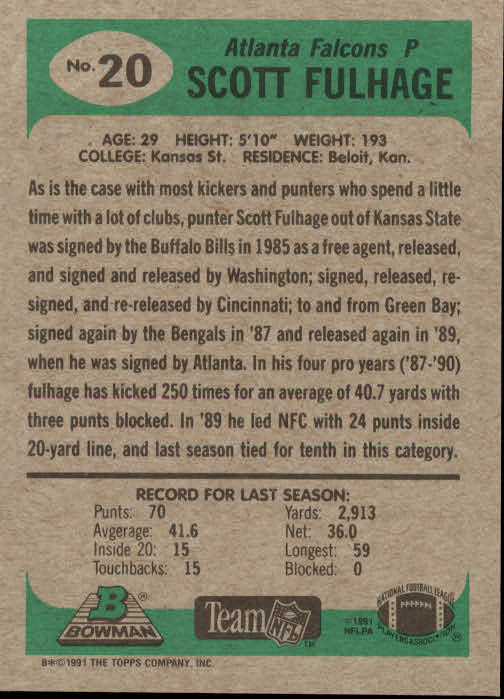 No. 20
Atlanta Falcons P
SCOTT FULHAGE
AGE: 29 HEIGHT: 5'10" WEIGHT: 193
COLLEGE: Kansas St. RESIDENCE: Beloit, Kan.
As is the case with most kickers and punters who spend a little
time with a lot of clubs, punter Scott Fulhage out of Kansas State
was signed by the Buffalo Bills in 1985 as a free agent, released,
and signed and released by Washington; signed, released, re-
signed, and re-released by Cincinnati; to and from Green Bay;
signed again by the Bengals in '87 and released again in '89,
when he was signed by Atlanta. In his four pro years ('87-'90)
fulhage has kicked 250 times for an average of 40.7 yards with
three punts blocked. In '89 he led NFC with 24 punts inside
20-yard line, and last season tied for tenth in this category.
RECORD FOR LAST SEASON:
Punts: 70 Yards: 2,913
Avgerage: 41.6 Net: 36.0
Inside 20: 15 Longest: 59
Touchbacks: 15 Blocked: 0
B ®
BOWMAN
Team NFL TM
NATIONAL FOOTBALL LEAGUE
PLAYERS ASSOCIATION ®
© 1991
NFLPA
B✻©1991 THE TOPPS COMPANY, INC.